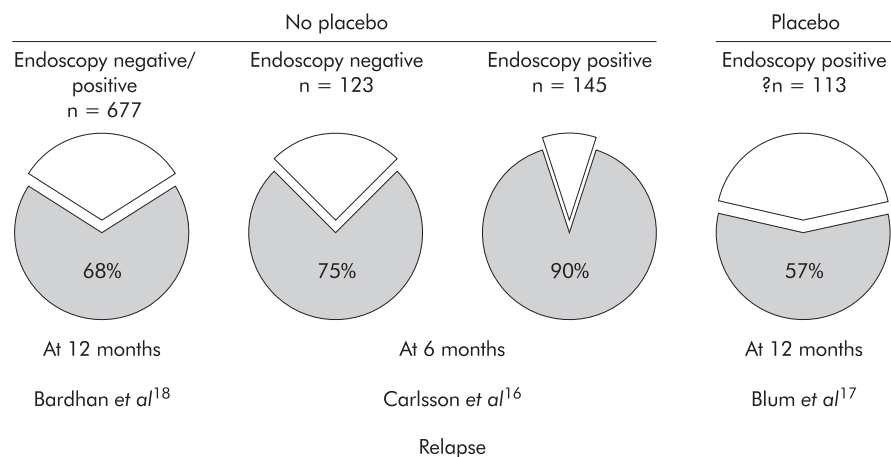 No placebo
Placebo
Endoscopy negative/
positive
n = 677
Endoscopy negative
n = 123
Endoscopy positive
n = 145
Endoscopy positive
?n = 113
68%
75%
90%
57%
At 12 months
At 6 months
At 12 months
Bardhan et al18
Carlsson et al16
Blum et al17
Relapse